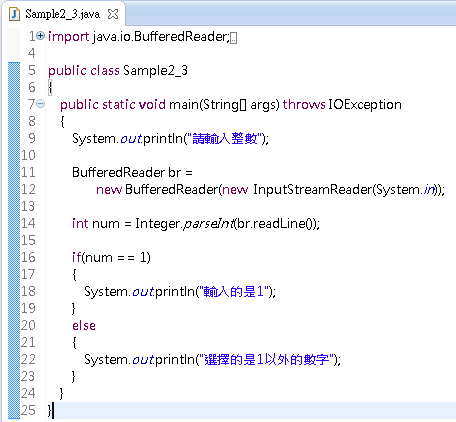 Sample2_3.java
1 import java.io.BufferedReader;
4
5 public class Sample2_3
6 {
7 public static void main(String[] args) throws IOException
8 {
9 System.out.println("請輸入整數");
10
11 BufferedReader br =
12 new BufferedReader(new InputStreamReader(System.in));
13
14 int num = Integer.parseInt(br.readLine());
15
16 if(num == 1)
17 {
18 System.out.println("輸入的是1");
19 }
20 else
21 {
22 System.out.println("選擇的是1以外的數字");
23 }
24 }
25 }